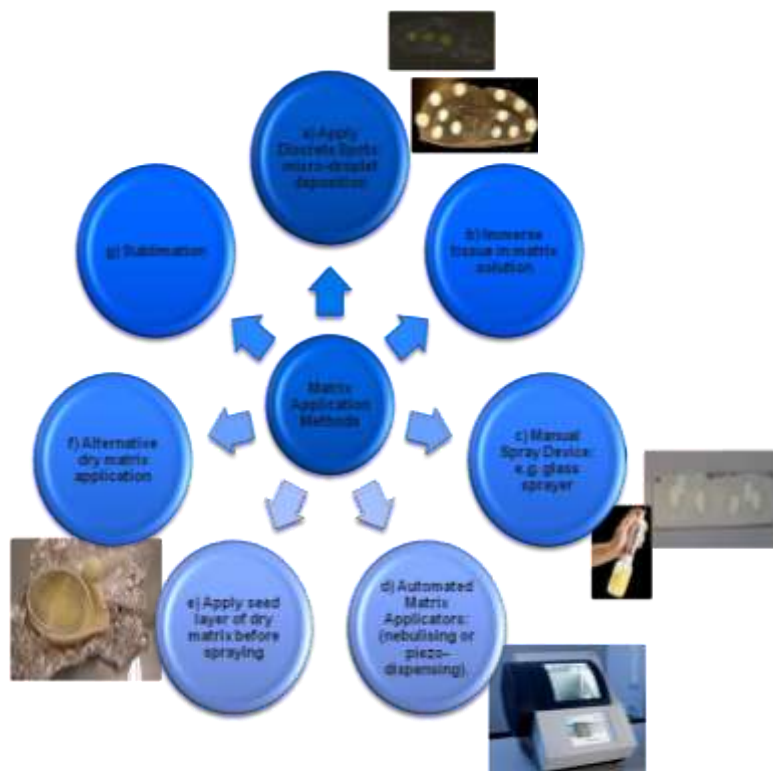 a) Apply
Discrete Spots:
micro-droplet
deposition
b) Immerse
tissue in matrix
solution
c) Manual
Spray Device:
e.g. glass
sprayer
d) Automated
Matrix
Applicators:
(nebulising or
piezo-
dispensing).
e) Apply seed
layer of dry
matrix before
spraying
f) Alternative
dry matrix
application
g) Sublimation
Matrix
Application
Methods